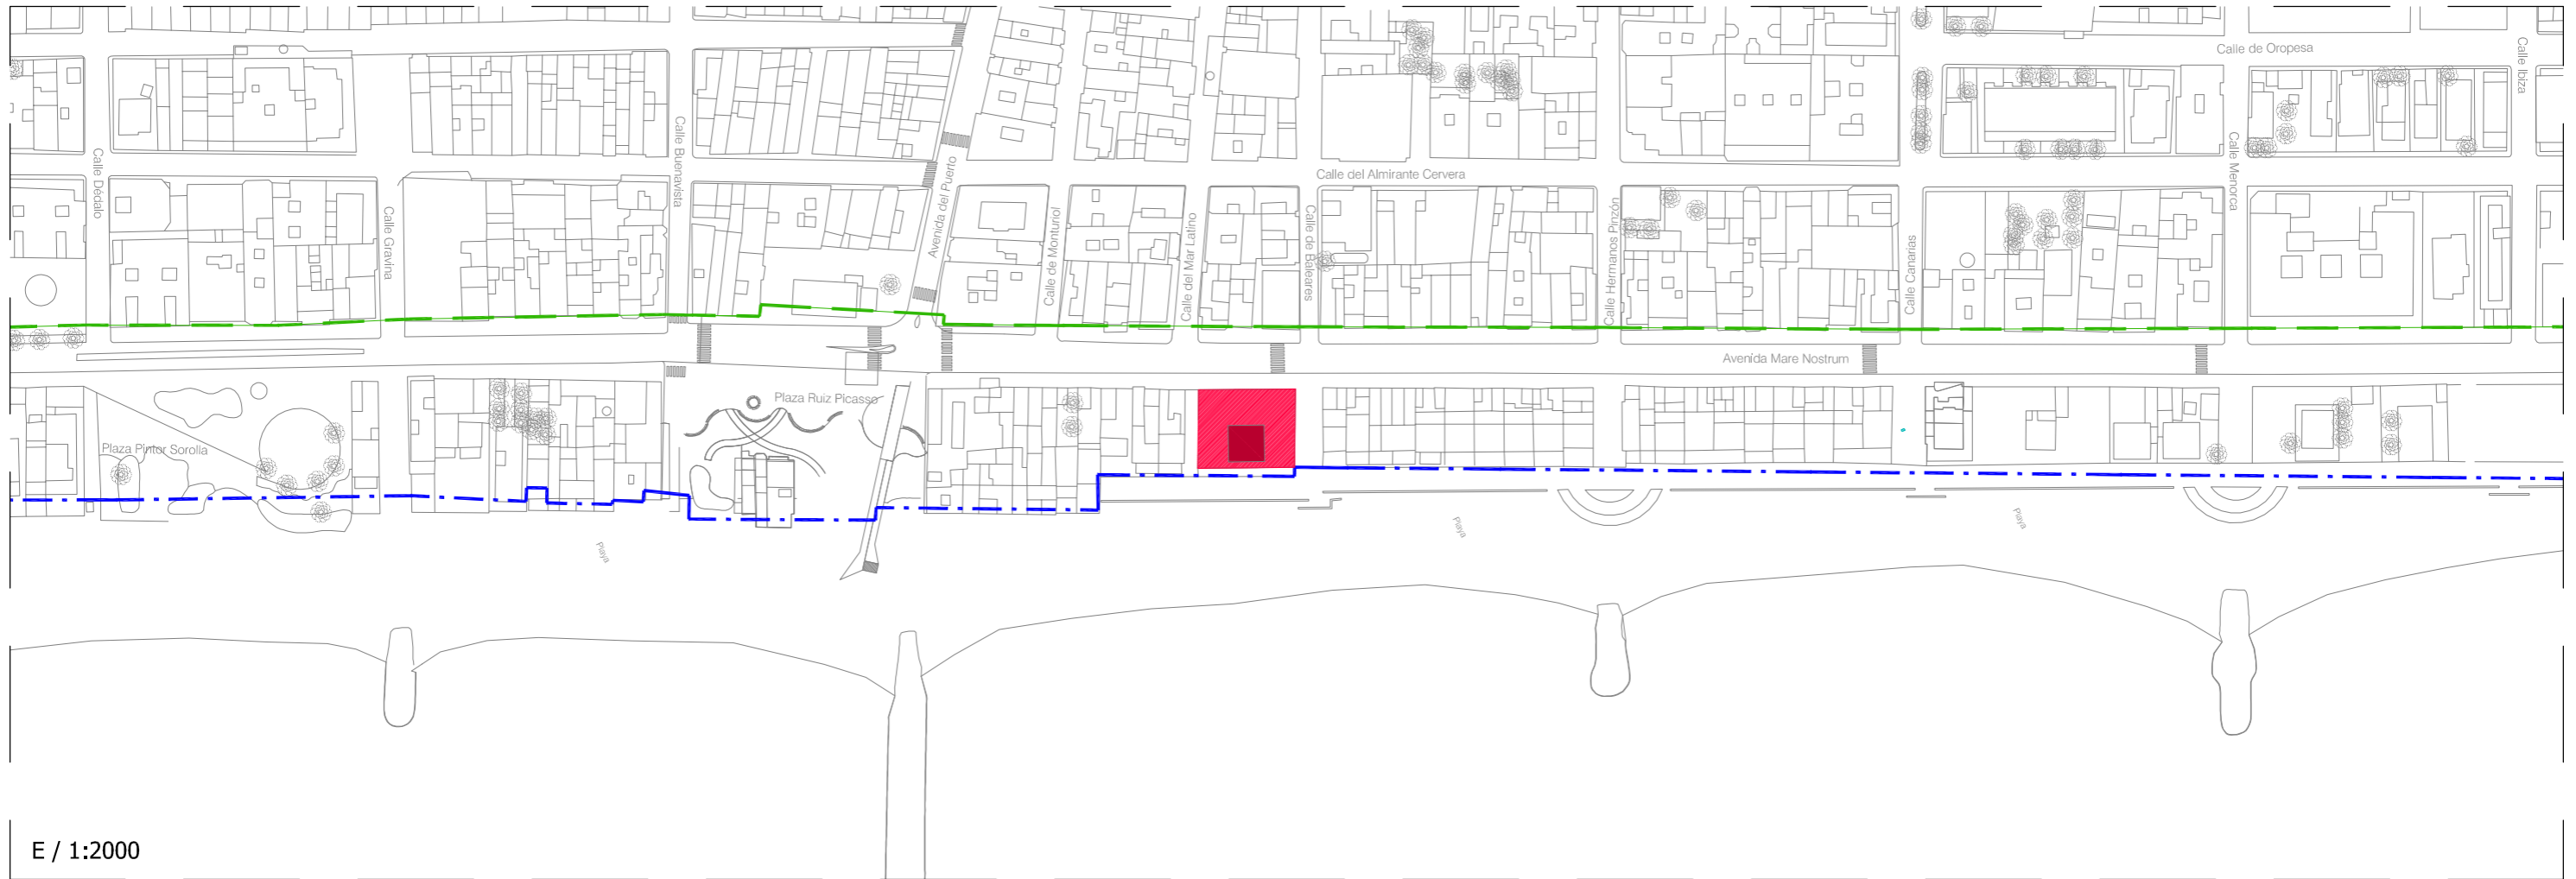 Calle de Oropesa
Calle Ibiza
Calle Dédalo
Calle Buenavista
Calle Menorca
Calle del Almirante Cervera
Calle Gravina
Avenida del Puerto
Calle de Monturiol
Calle del Mar Latino
Calle de Baleares
Calle Hermanos Pinzón
Calle Canarias
Avenída Mare Nostrum
Plaza Ruiz Picasso
Plaza Pintor Sorolla
Playa
Playa
Playa
E / 1:2000